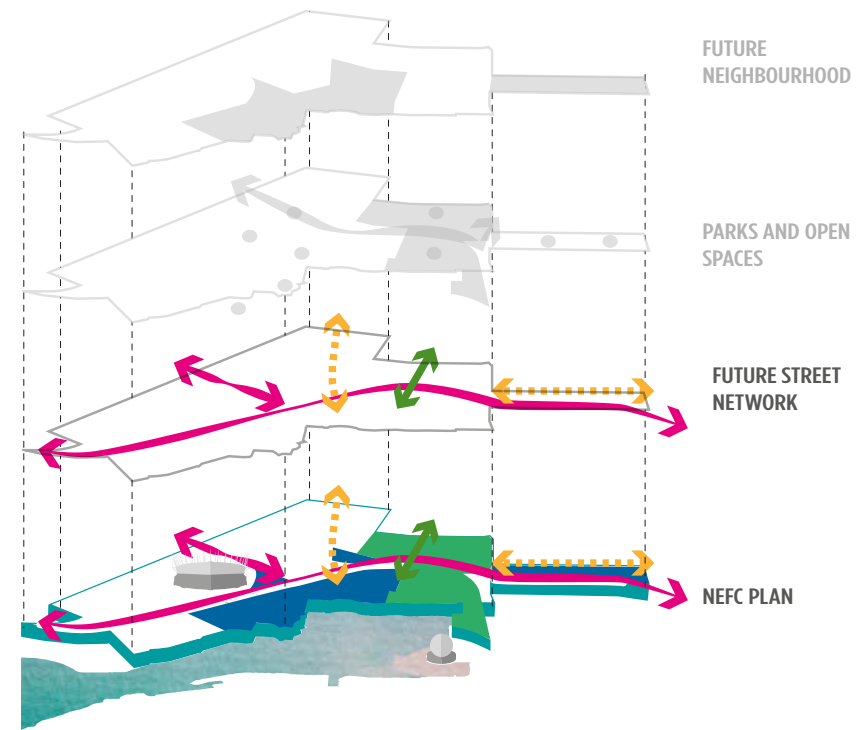 FUTURE
NEIGHBOURHOOD
PARKS AND OPEN
SPACES
FUTURE STREET
NETWORK
NEFC PLAN